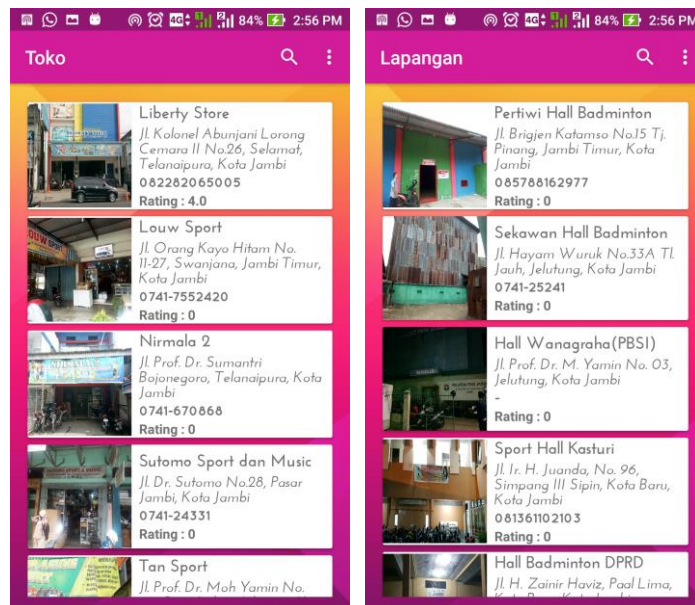 84% 2:56 PM
Toko
Liberty Store
Jl. Kolonel Abunjani Lorong
Cemara II No.26, Selamat,
Telanaipura, Kota Jambi
082282065005
Rating : 4.0
Louw Sport
Jl. Orang Kayo Hitam No.
11-27, Swanjana, Jambi Timur,
Kota Jambi
0741-7552420
Rating : 0
Nirmala 2
Jl. Prof. Dr. Sumantri
Bojonegoro, Telanaipura, Kota
Jambi
0741-670868
Rating : 0
Sutomo Sport dan Music
Jl. Dr. Sutomo No.28, Pasar
Jambi, Kota Jambi
0741-24331
Rating : 0
Tan Sport
Jl. Prof. Dr. Moh Yamin No.
4G 84% 2:56 PM
Lapangan
Pertiwi Hall Badminton
Jl. Brigjen Katamso No.15 Tj.
Pinang, Jambi Timur, Kota
Jambi
085788162977
Rating : 0
Sekawan Hall Badminton
Jl. Hayam Wuruk No.33A Tl.
Jauh, Jelutung, Kota Jambi
0741-25241
Rating : 0
Hall Wanagraha(PBSI)
Jl. Prof. Dr. M. Yamin No. 03,
Jelutung, Kota Jambi
-
Rating : 0
Sport Hall Kasturi
Jl. Ir. H. Juanda, No. 96,
Simpang III Sipin, Kota Baru,
Kota Jambi
081361102103
Rating : 0
Hall Badminton DPRD
Jl. H. Zainir Haviz, Paal Lima,